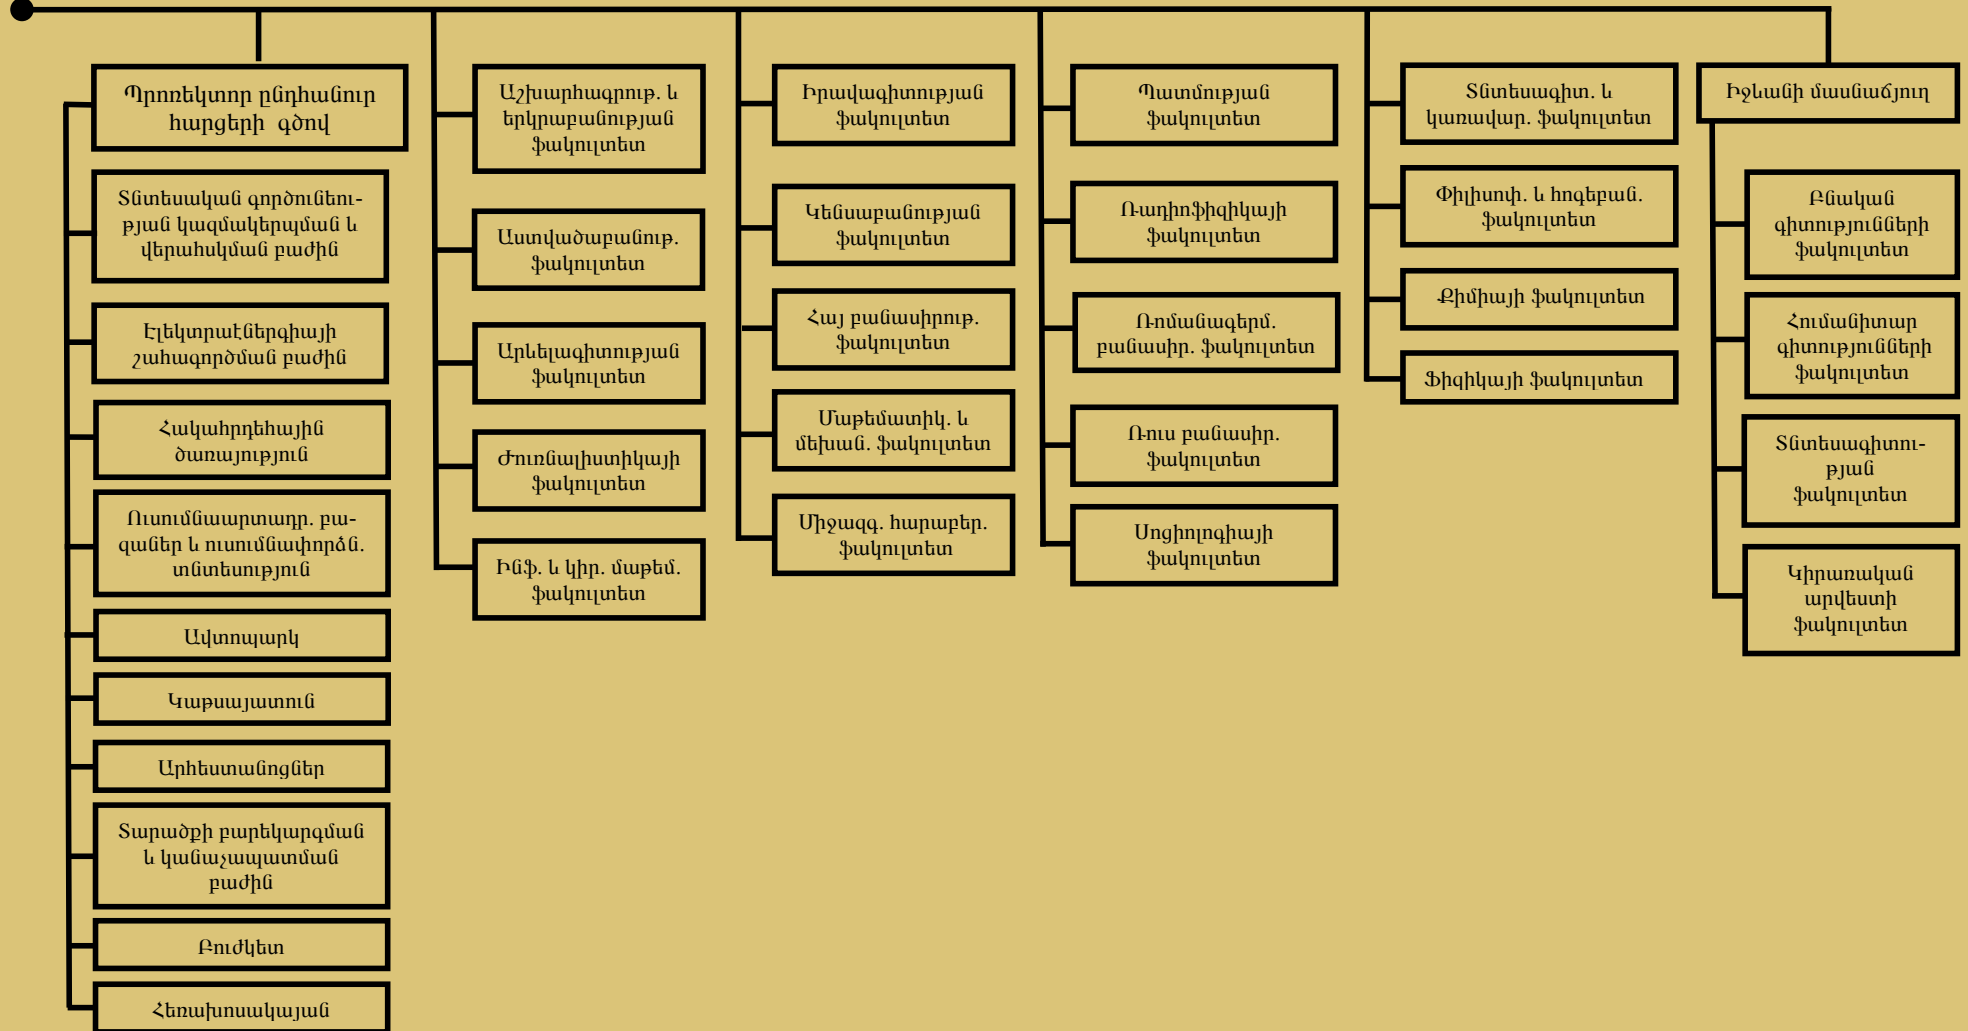 Պրոռեկտոր ընդհանուր
հարցերի գծով
Տնտեսական գործունեու-
թյան կազմակերպման և
վերահսկման բաժին
Էլեկտրաէներգիայի
շահագործման բաժին
Հակահրդեհային
ծառայություն
Ուսումնաարտադր. բա-
զաներ և ուսումնափորձն.
տնտեսություն
Ավտոպարկ
Կաթսայատուն
Արհեստանոցներ
Տարածքի բարեկարգման
և կանաչապատման
բաժին
Բուժկետ
Հեռախոսակայան
Աշխարհագրութ. և
երկրաբանության
ֆակուլտետ
Աստվածաբանութ.
ֆակուլտետ
Արևելագիտության
ֆակուլտետ
Ժուռնալիստիկայի
ֆակուլտետ
Ինֆ. և կիր. մաթեմ.
ֆակուլտետ
Իրավագիտության
ֆակուլտետ
Կենսաբանության
ֆակուլտետ
Հայ բանասիրութ.
ֆակուլտետ
Մաթեմատիկ. և
մեխան. ֆակուլտետ
Միջազգ. հարաբեր.
ֆակուլտետ
Պատմության
ֆակուլտետ
Ռադիոֆիզիկայի
ֆակուլտետ
Ռոմանագերմ.
բանասիր. ֆակուլտետ
Ռուս բանասիր.
ֆակուլտետ
Սոցիոլոգիայի
ֆակուլտետ
Տնտեսագիտ. և
կառավար. ֆակուլտետ
Փիլիսոփ. և հոգեբան.
ֆակուլտետ
Քիմիայի ֆակուլտետ
Ֆիզիկայի ֆակուլտետ
Իջևանի մասնաճյուղ
Բնական
գիտությունների
ֆակուլտետ
Հումանիտար
գիտությունների
ֆակուլտետ
Տնտեսագիտու-
թյան
ֆակուլտետ
Կիրառական
արվեստի
ֆակուլտետ